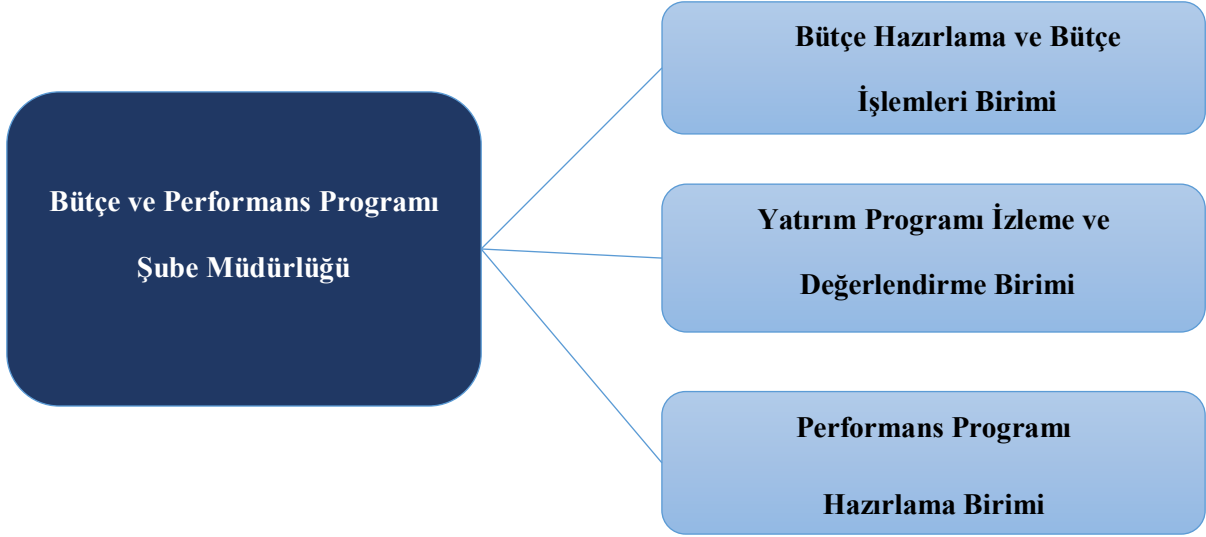 Bütçe ve Performans Programı
Şube Müdürlüğü
Bütçe Hazırlama ve Bütçe
İşlemleri Birimi
Yatırım Programı İzleme ve
Değerlendirme Birimi
Performans Programı
Hazırlama Birimi